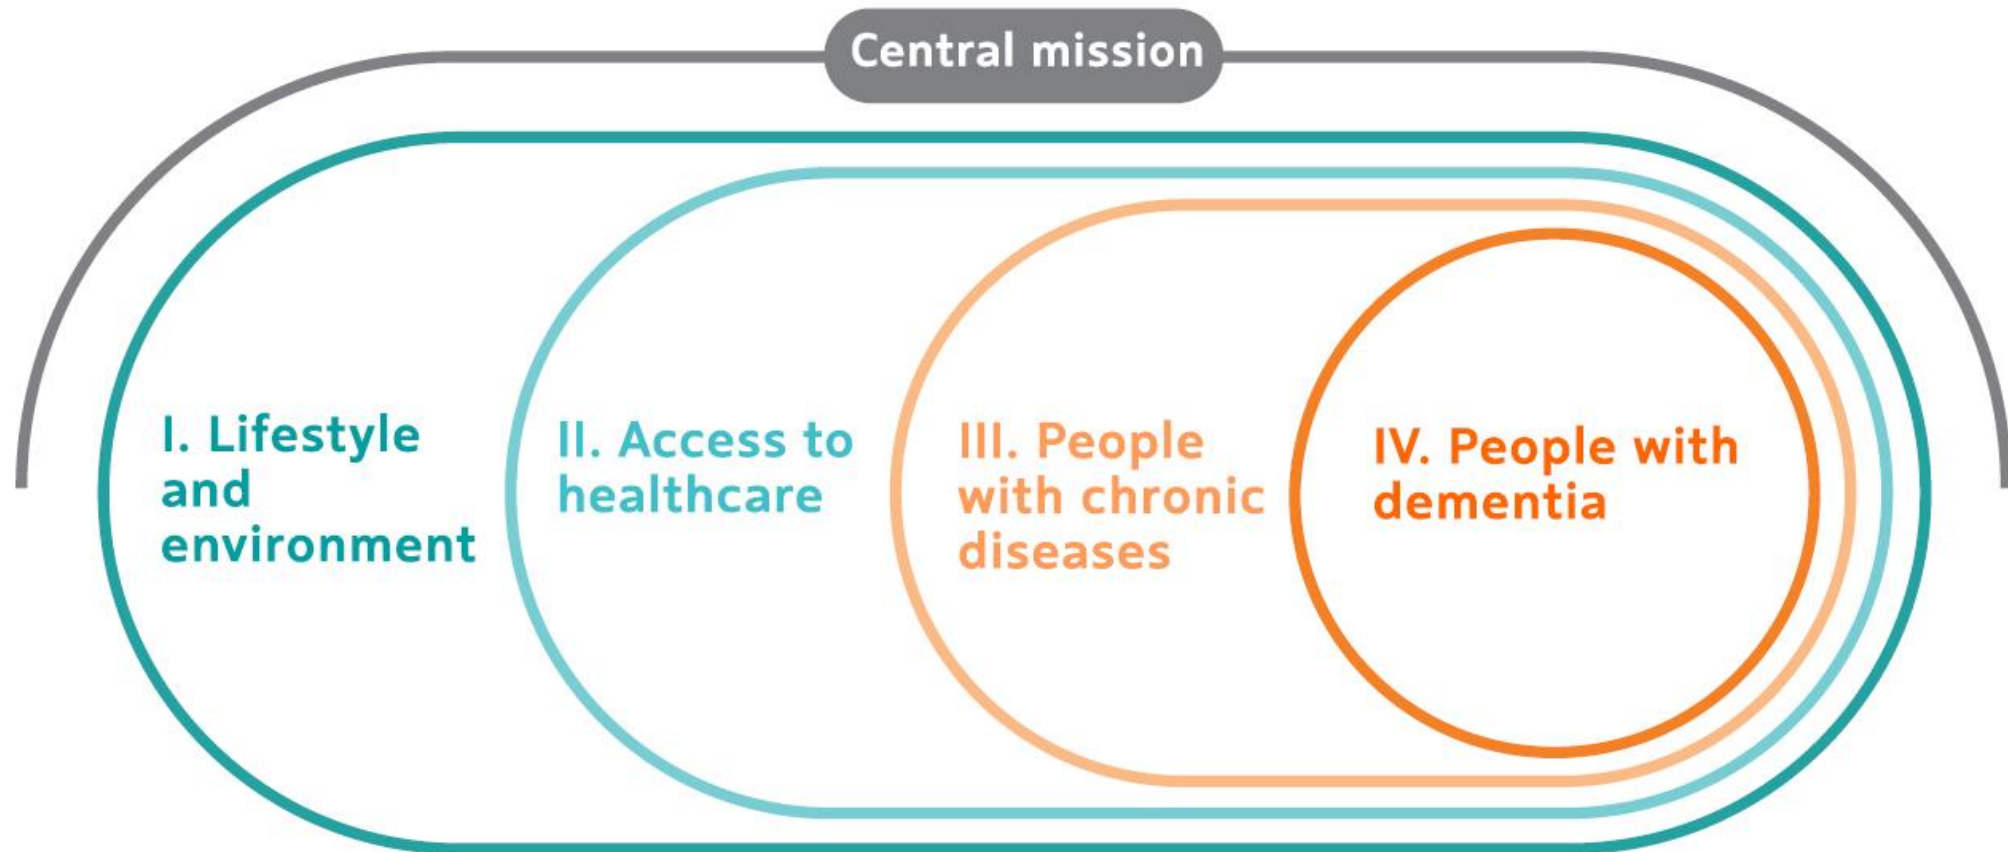 Central mission
I. Lifestyle
and
environment
II. Access to
healthcare
III. People
with chronic
diseases
IV. People with
dementia